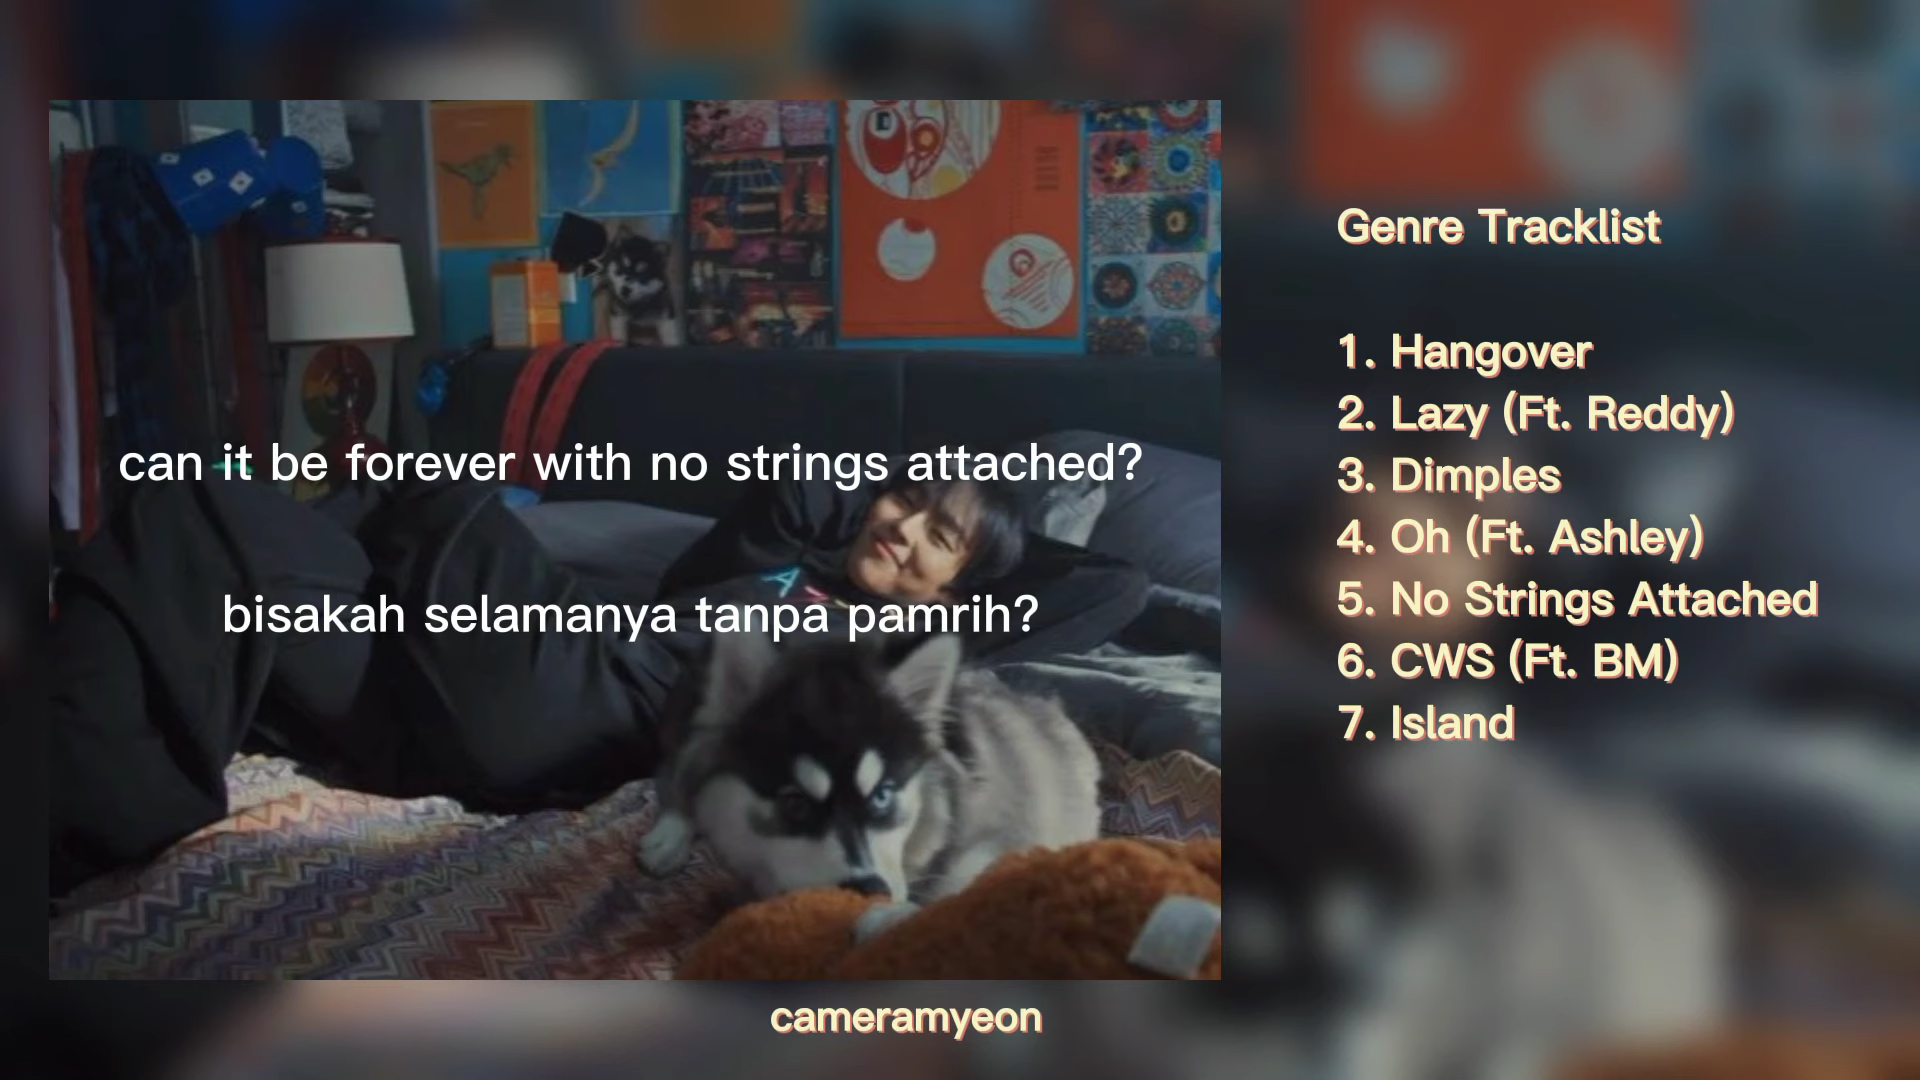 can it be forever with no strings attached?
bisakah selamanya tanpa pamrih?
Genre Tracklist
1. Hangover
2. Lazy (Ft. Reddy)
3. Dimples
4. Oh (Ft. Ashley)
5. No Strings Attached
6. CWS (Ft. BM)
7. Island
cameramyeon